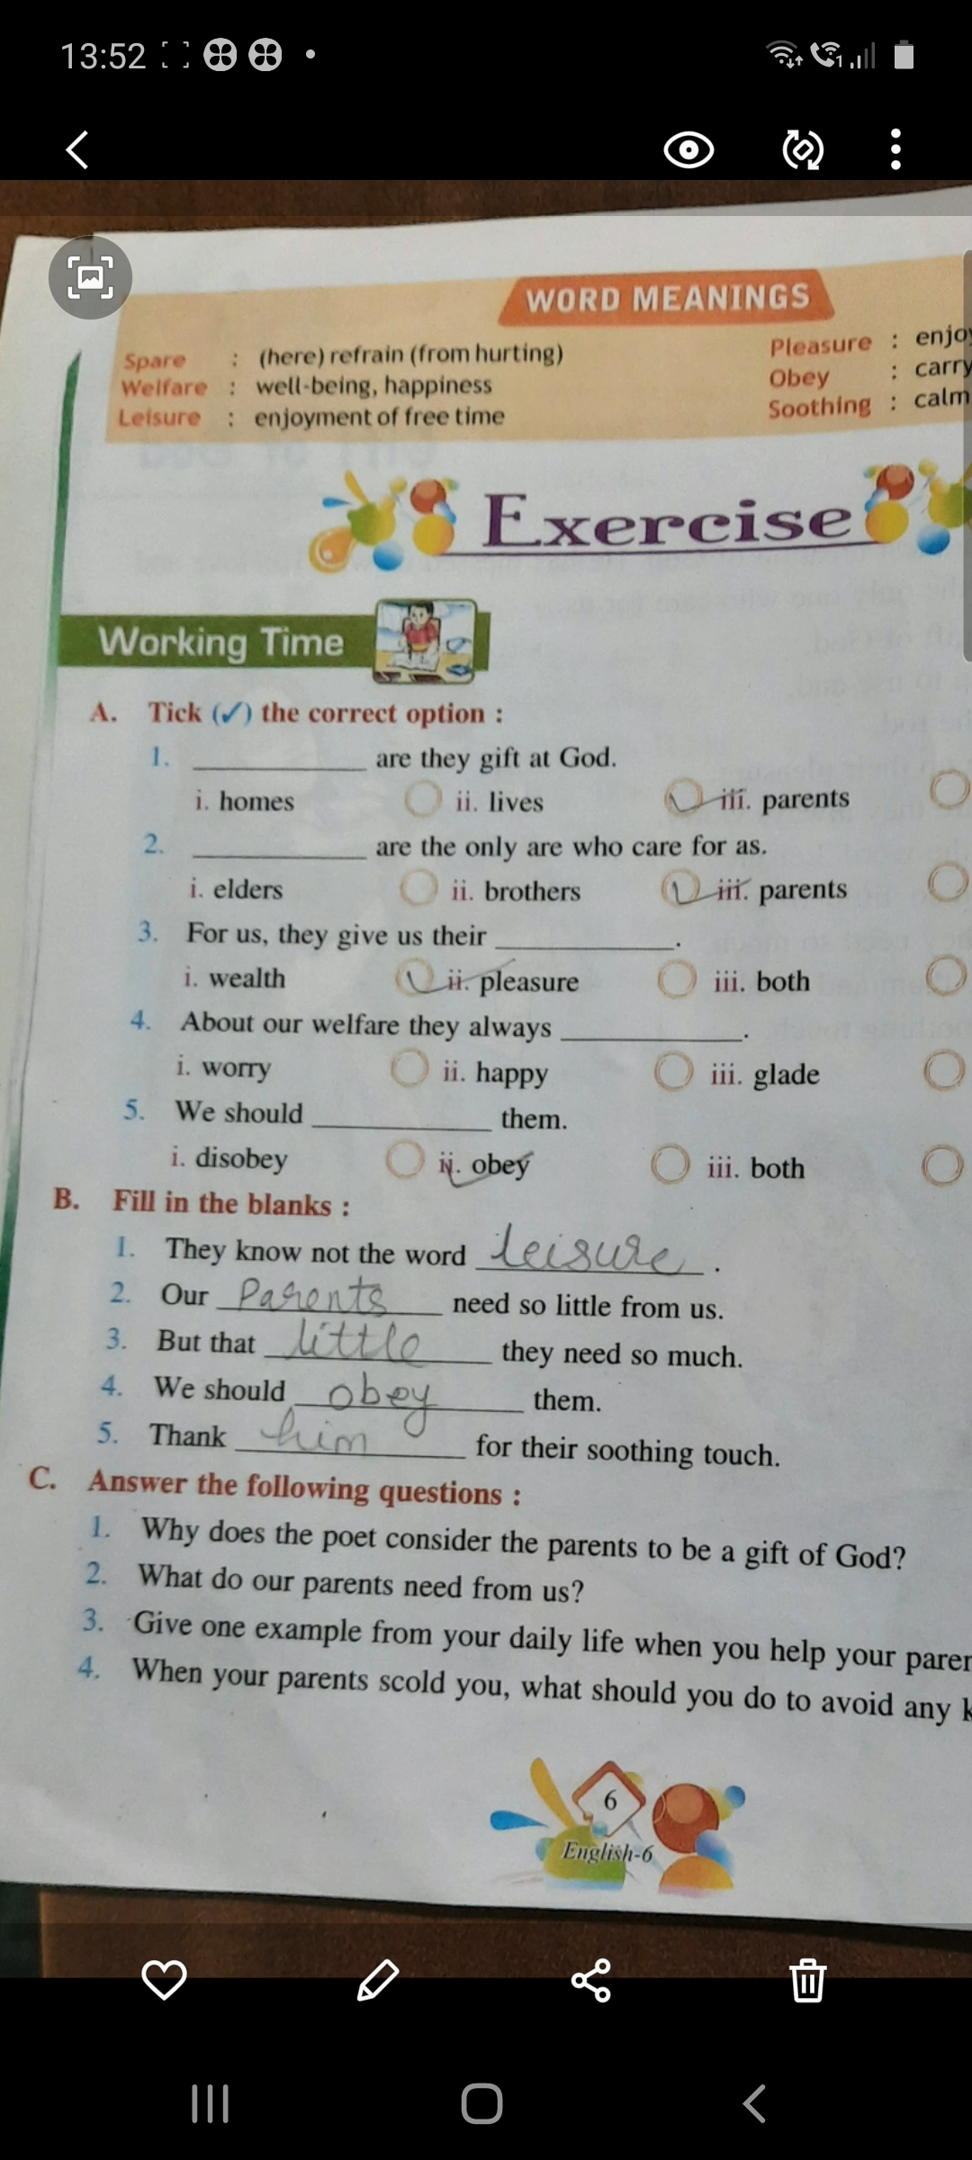 13:52
WORD MEANINGS
Spare : (here) refrain (from hurting)
Pleasure : enjoy
Welfare : well-being, happiness
Obey : carry
Leisure : enjoyment of free time
Soothing : calm
Exercise
Working Time
A. Tick (✓) the correct option :
1. __________ are they gift at God.
i. homes ii. lives iii. parents
2. __________ are the only are who care for as.
i. elders ii. brothers iii. parents
3. For us, they give us their __________.
i. wealth ii. pleasure iii. both
4. About our welfare they always __________.
i. worry ii. happy iii. glade
5. We should __________ them.
i. disobey ii. obey iii. both
B. Fill in the blanks :
1. They know not the word leisure.
2. Our Parents need so little from us.
3. But that little they need so much.
4. We should obey them.
5. Thank him for their soothing touch.
C. Answer the following questions :
1. Why does the poet consider the parents to be a gift of God?
2. What do our parents need from us?
3. Give one example from your daily life when you help your paren
4. When your parents scold you, what should you do to avoid any k
6
English-6